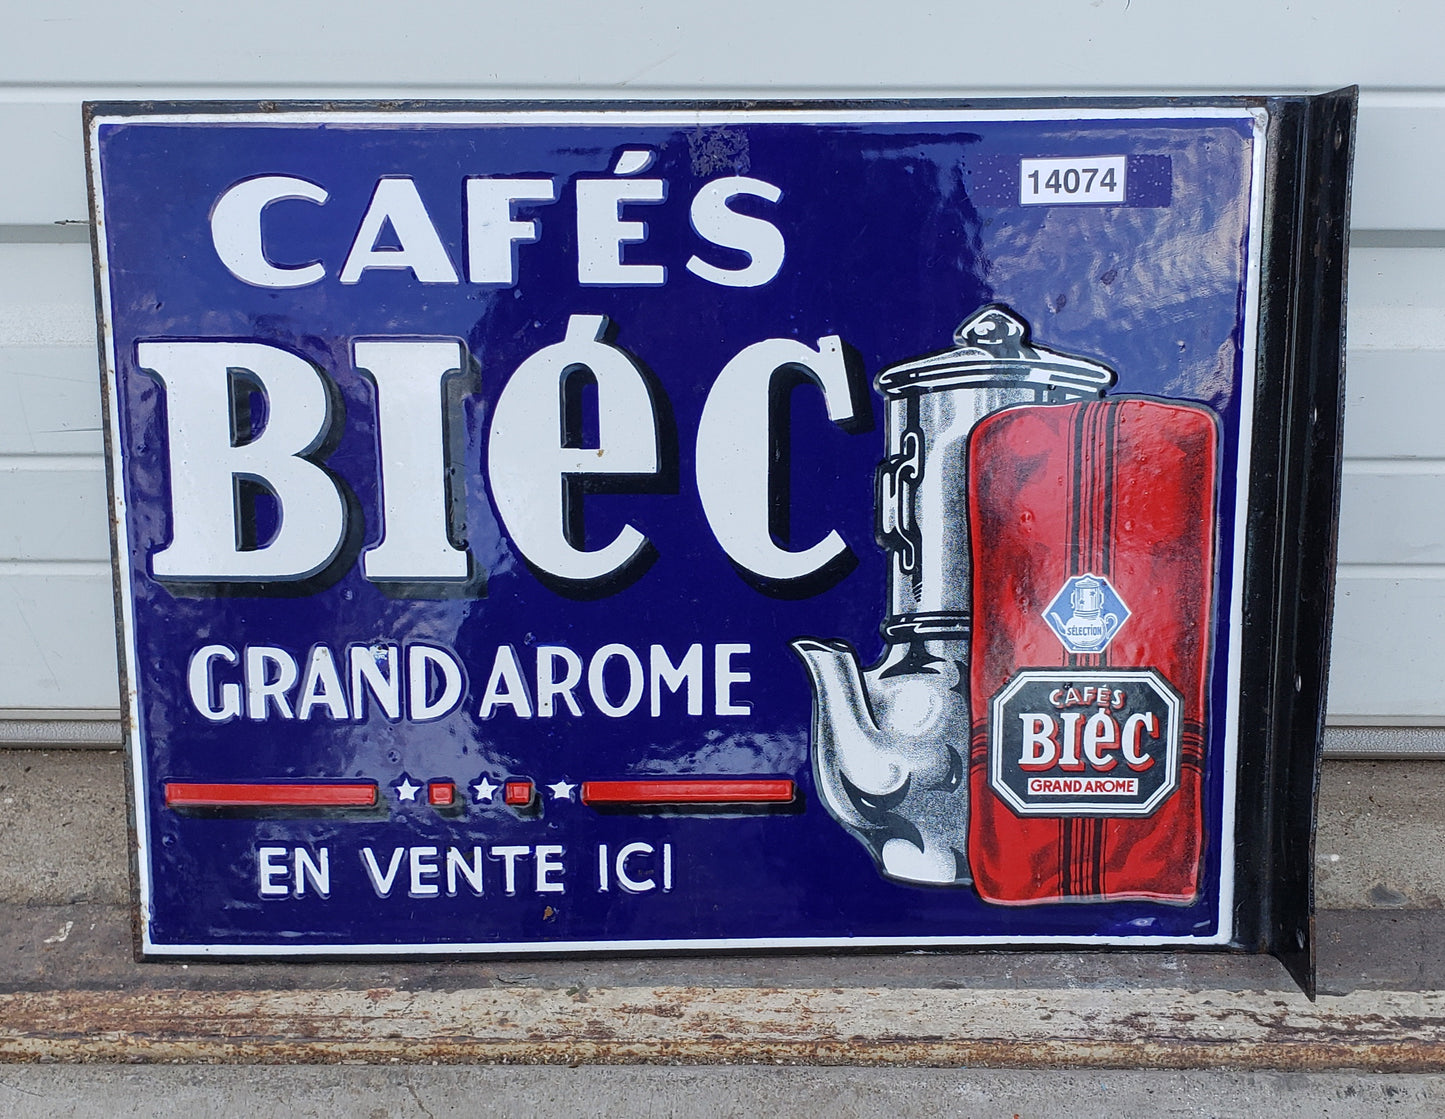 CAFÉS
14074
BIéC
GRAND AROME
EN VENTE ICI
SÉLECTION
CAFÉS
BIéC
GRAND AROME